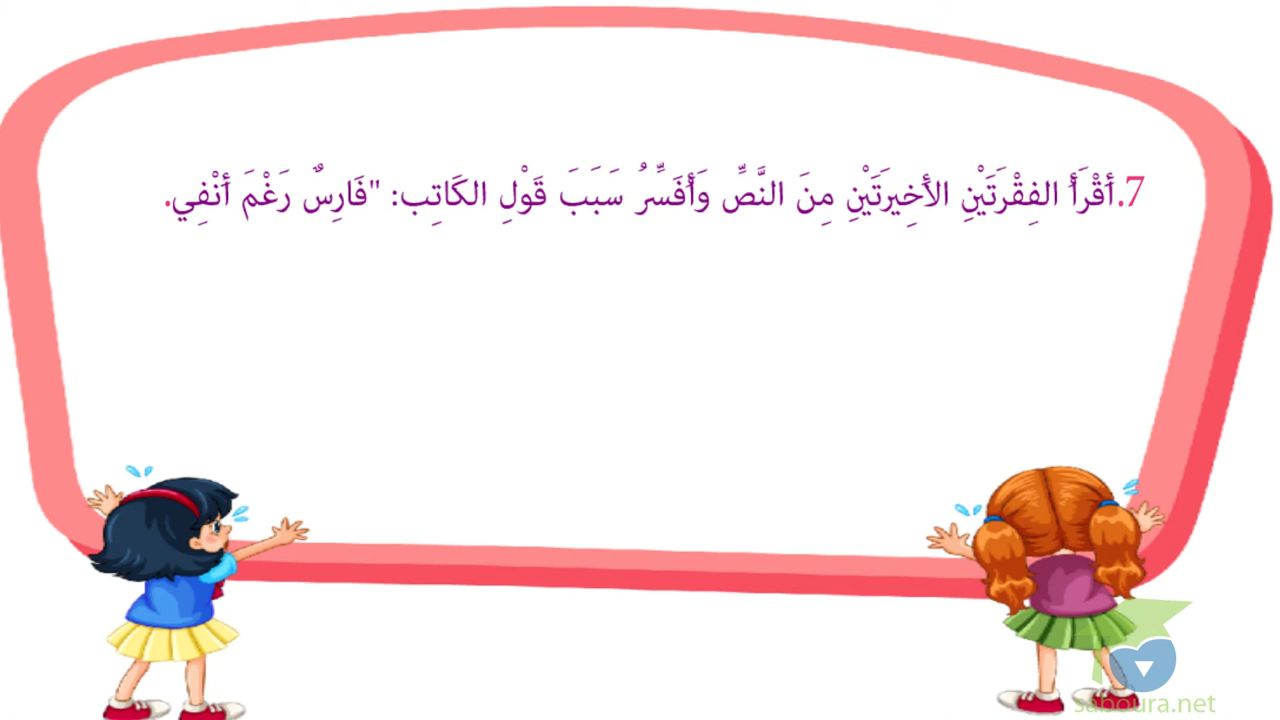 7.أَقْرَأُ الفِقْرَتَيْنِ الأَخِيرَتَيْنِ مِنَ النَّصِّ وَأُفَسِّرُ سَبَبَ قَوْلِ الكَاتِب: "فَارِسٌ رَغْمَ أَنْفِي.
saboura.net